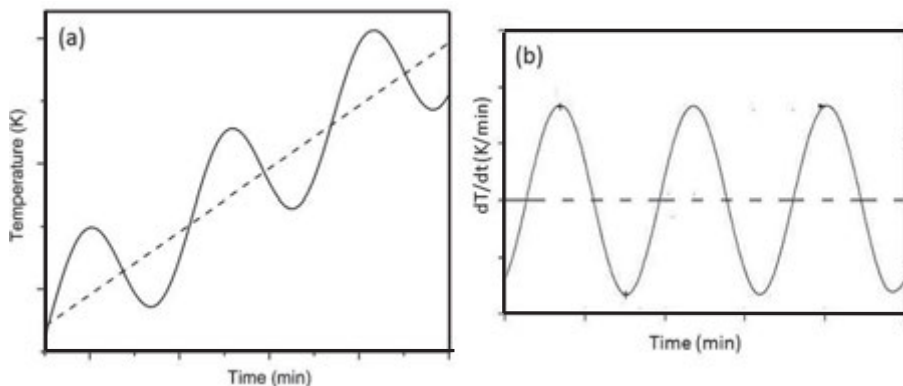 (a)
Temperature (K)
Time (min)
(b)
dT/dt(K/min)
Time (min)